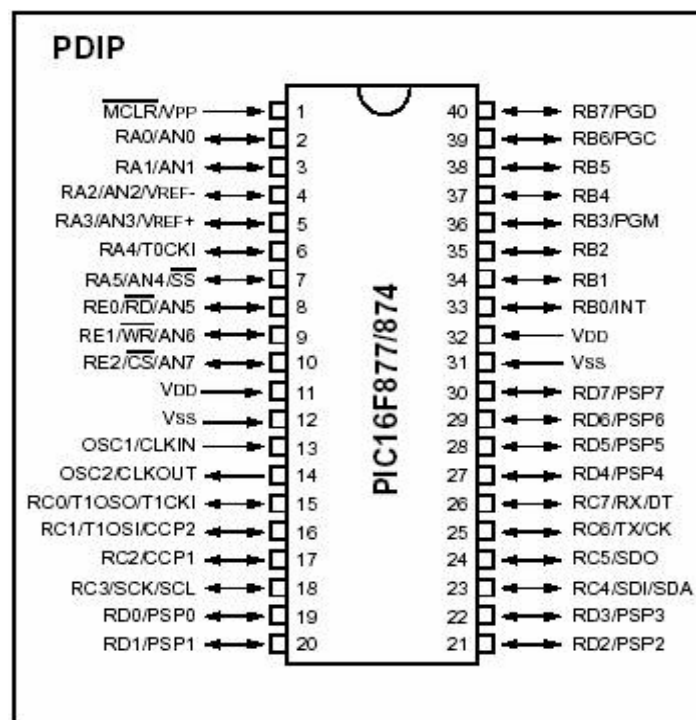 PDIP
MCLR/VPP 1 40 RB7/PGD
RA0/AN0 2 39 RB6/PGC
RA1/AN1 3 38 RB5
RA2/AN2/VREF- 4 37 RB4
RA3/AN3/VREF+ 5 36 RB3/PGM
RA4/T0CKI 6 35 RB2
RA5/AN4/SS 7 34 RB1
RE0/RD/AN5 8 33 RB0/INT
RE1/WR/AN6 9 32 VDD
RE2/CS/AN7 10 31 VSS
VDD 11 30 RD7/PSP7
VSS 12 29 RD6/PSP6
OSC1/CLKIN 13 28 RD5/PSP5
OSC2/CLKOUT 14 27 RD4/PSP4
RC0/T1OSO/T1CKI 15 26 RC7/RX/DT
RC1/T1OSI/CCP2 16 25 RC6/TX/CK
RC2/CCP1 17 24 RC5/SDO
RC3/SCK/SCL 18 23 RC4/SDI/SDA
RD0/PSP0 19 22 RD3/PSP3
RD1/PSP1 20 21 RD2/PSP2
PIC16F877/874